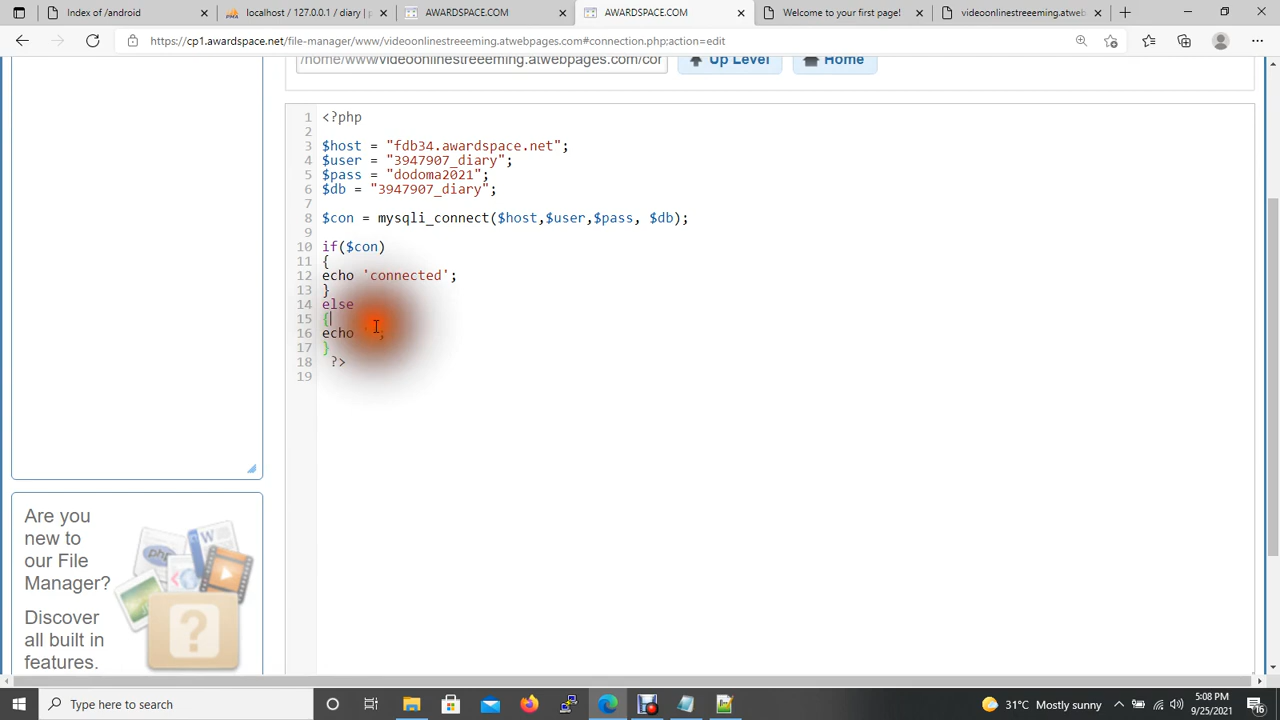 Index of /android
localhost / 127.0.0.1 / diary | p
AWARDSPACE.COM
AWARDSPACE.COM
Welcome to your first page!
videoonlinestreeeming.atweb
https://cp1.awardspace.net/file-manager/www/videoonlinestreeeming.atwebpages.com#connection.php;action=edit
/home/www/videoonlinestreeeming.atwebpages.com/cor
Up Level
Home
1 <?php
2
3 $host = "fdb34.awardspace.net";
4 $user = "3947907_diary";
5 $pass = "dodoma2021";
6 $db = "3947907_diary";
7
8 $con = mysqli_connect($host,$user,$pass, $db);
9
10 if($con)
11 {
12 echo 'connected';
13 }
14 else
15 {
16 echo ;
17 }
18 ?>
19
Are you
new to
our File
Manager?
Discover
all built in
features.
Type here to search
31°C Mostly sunny
5:08 PM
9/25/2021
16